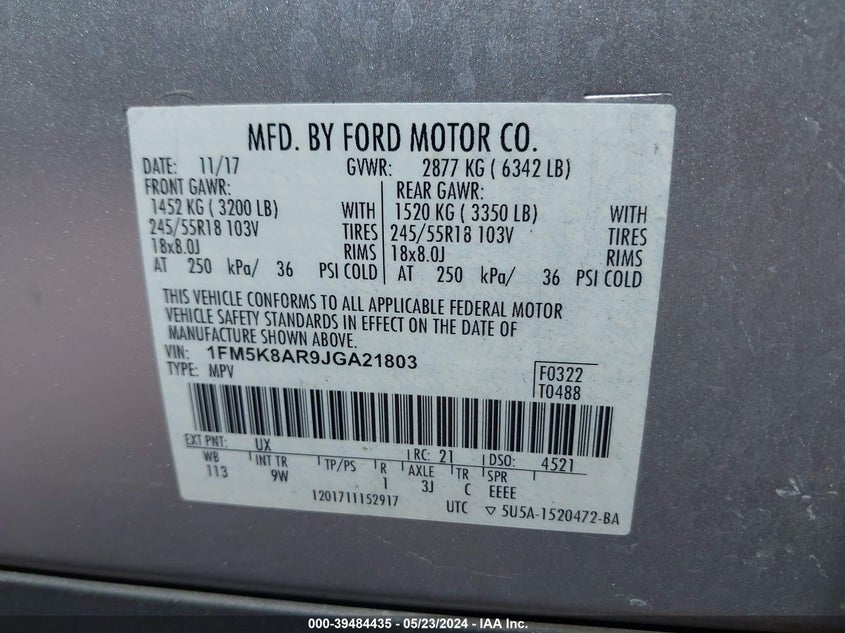 MFD. BY FORD MOTOR CO.
DATE: 11/17 GVWR: 2877 KG ( 6342 LB)
FRONT GAWR: REAR GAWR:
1452 KG ( 3200 LB) WITH 1520 KG ( 3350 LB) WITH
245/55R18 103V TIRES 245/55R18 103V TIRES
18x8.0J RIMS 18x8.0J RIMS
AT 250 kPa/ 36 PSI COLD AT 250 kPa/ 36 PSI COLD
THIS VEHICLE CONFORMS TO ALL APPLICABLE FEDERAL MOTOR
VEHICLE SAFETY STANDARDS IN EFFECT ON THE DATE OF
MANUFACTURE SHOWN ABOVE.
VIN: 1FM5K8AR9JGA21803 F0322
TYPE: MPV T0488
EXT PNT: UX RC: 21 DSO: 4521
WB INT TR TP/PS R AXLE TR SPR
113 9W 1 3J C EEEE
1201711152917 UTC ▽ 5U5A-1520472-BA
000-39484435 - 05/23/2024 - IAA Inc.